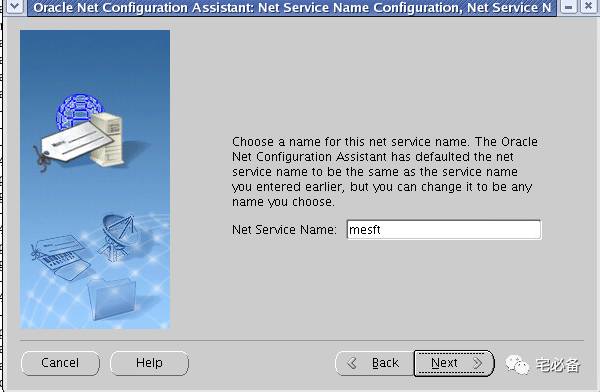 Oracle Net Configuration Assistant: Net Service Name Configuration, Net Service N
Choose a name for this net service name. The Oracle
Net Configuration Assistant has defaulted the net
service name to be the same as the service name
you entered earlier, but you can change it to be any
name you choose.
Net Service Name: mesft
Cancel Help Back Next 宅必备